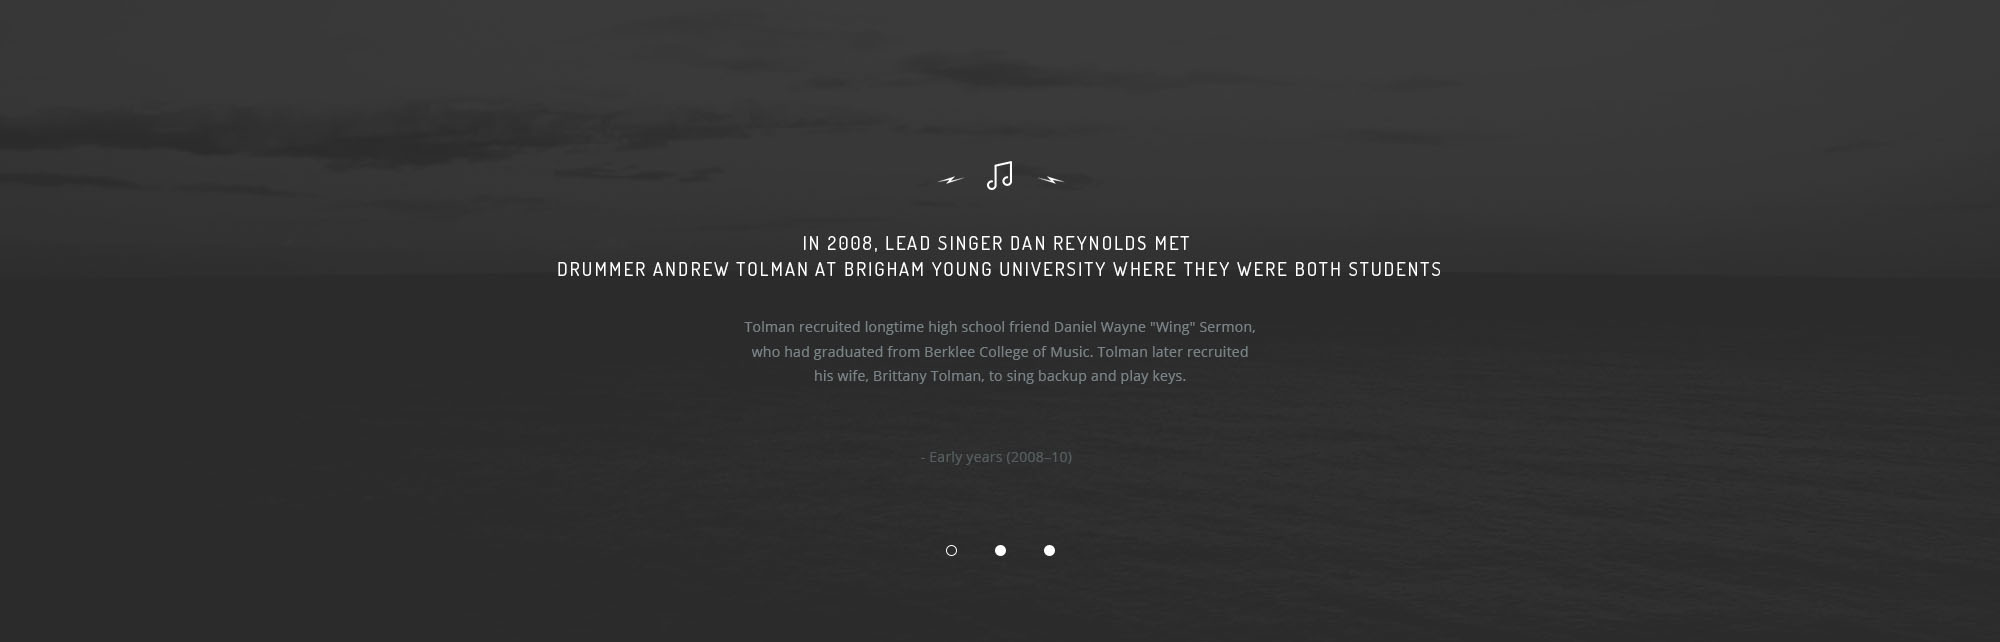 IN 2008, LEAD SINGER DAN REYNOLDS MET
DRUMMER ANDREW TOLMAN AT BRIGHAM YOUNG UNIVERSITY WHERE THEY WERE BOTH STUDENTS
Tolman recruited longtime high school friend Daniel Wayne "Wing" Sermon,
who had graduated from Berklee College of Music. Tolman later recruited
his wife, Brittany Tolman, to sing backup and play keys.
- Early years (2008–10)